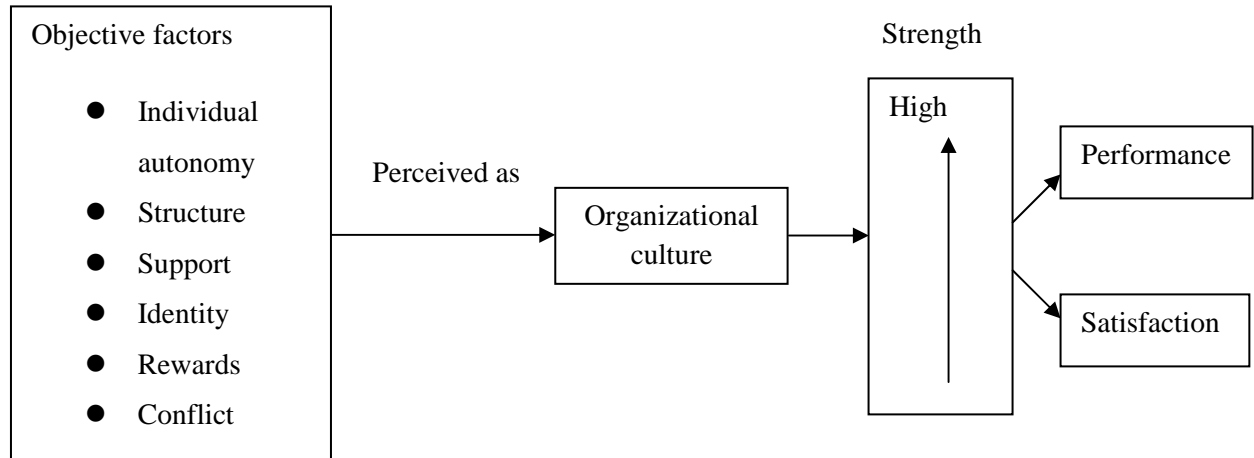 Objective factors
● Individual
autonomy
● Structure
● Support
● Identity
● Rewards
● Conflict
Perceived as
Organizational
culture
Strength
High
Performance
Satisfaction